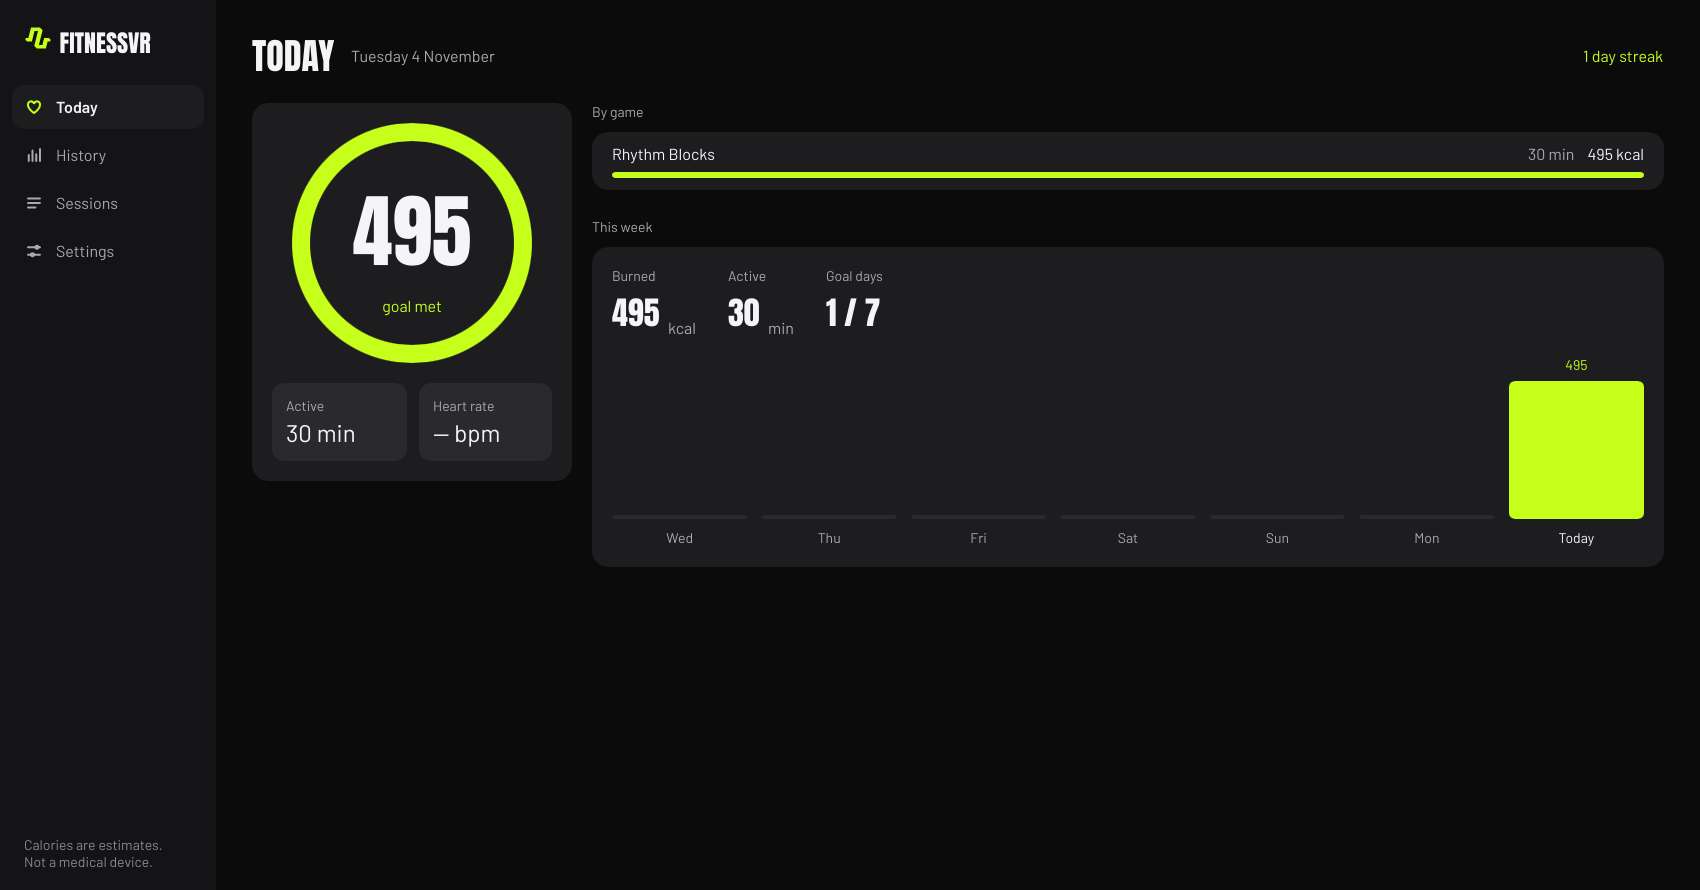 FITNESSVR
Today
History
Sessions
Settings
Calories are estimates.
Not a medical device.
TODAY Tuesday 4 November
1 day streak
495
goal met
Active
30 min
Heart rate
— bpm
By game
Rhythm Blocks 30 min 495 kcal
This week
Burned Active Goal days
495 kcal 30 min 1 / 7
495
Wed Thu Fri Sat Sun Mon Today